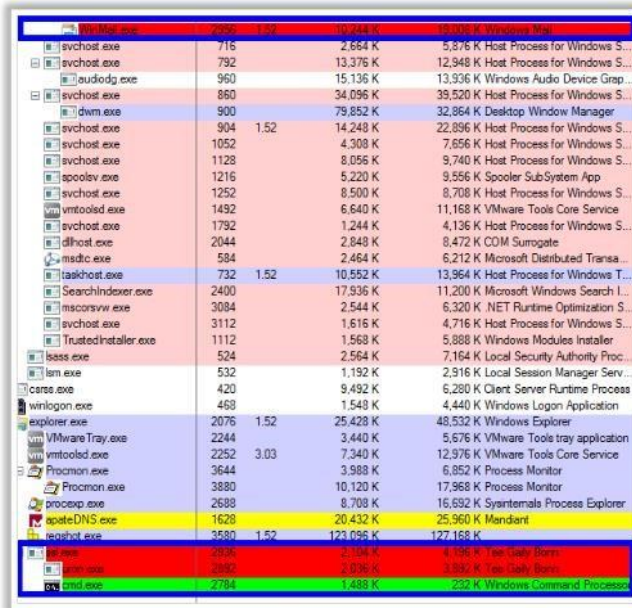 WinMail.exe 2956 1.52 10,244 K 19,008 K Windows Mail
svchost.exe 716 2,664 K 5,876 K Host Process for Windows S...
svchost.exe 792 13,376 K 12,948 K Host Process for Windows S...
audiodg.exe 960 15,136 K 13,936 K Windows Audio Device Grap...
svchost.exe 860 34,096 K 39,520 K Host Process for Windows S...
dwm.exe 900 79,852 K 32,864 K Desktop Window Manager
svchost.exe 904 1.52 14,248 K 22,896 K Host Process for Windows S...
svchost.exe 1052 4,308 K 7,656 K Host Process for Windows S...
svchost.exe 1128 8,056 K 9,740 K Host Process for Windows S...
spoolsv.exe 1216 5,220 K 9,556 K Spooler SubSystem App
svchost.exe 1252 8,500 K 8,708 K Host Process for Windows S...
vmtoolsd.exe 1492 6,640 K 11,168 K VMware Tools Core Service
svchost.exe 1792 1,244 K 4,136 K Host Process for Windows S...
dllhost.exe 2044 2,848 K 8,472 K COM Surrogate
msdtc.exe 584 2,464 K 6,212 K Microsoft Distributed Transa...
taskhost.exe 732 1.52 10,552 K 13,964 K Host Process for Windows T...
SearchIndexer.exe 2400 17,936 K 11,200 K Microsoft Windows Search I...
mscorsvw.exe 3084 2,544 K 6,320 K .NET Runtime Optimization S...
svchost.exe 3112 1,616 K 4,716 K Host Process for Windows S...
TrustedInstaller.exe 1112 1,568 K 5,888 K Windows Modules Installer
lsass.exe 524 2,564 K 7,164 K Local Security Authority Proc...
lsm.exe 532 1,192 K 2,916 K Local Session Manager Serv...
csrss.exe 420 9,492 K 6,280 K Client Server Runtime Process
winlogon.exe 468 1,548 K 4,440 K Windows Logon Application
explorer.exe 2076 1.52 25,428 K 48,532 K Windows Explorer
vm VMwareTray.exe 2244 3,440 K 5,676 K VMware Tools tray application
vm vmtoolsd.exe 2252 3.03 7,340 K 12,976 K VMware Tools Core Service
Procmon.exe 3644 3,988 K 6,852 K Process Monitor
Procmon.exe 3880 10,120 K 17,968 K Process Monitor
procexp.exe 2688 8,708 K 16,692 K Sysinternals Process Explorer
apateDNS.exe 1628 20,432 K 25,960 K Mandiant
regshot.exe 3580 1.52 123,096 K 127,168 K
2936 2,104 K 4,196 K Tee Gaily Born
2892 2,036 K 3,892 K Tee Gaily Born
cmd.exe 2784 1,488 K 232 K Windows Command Processor